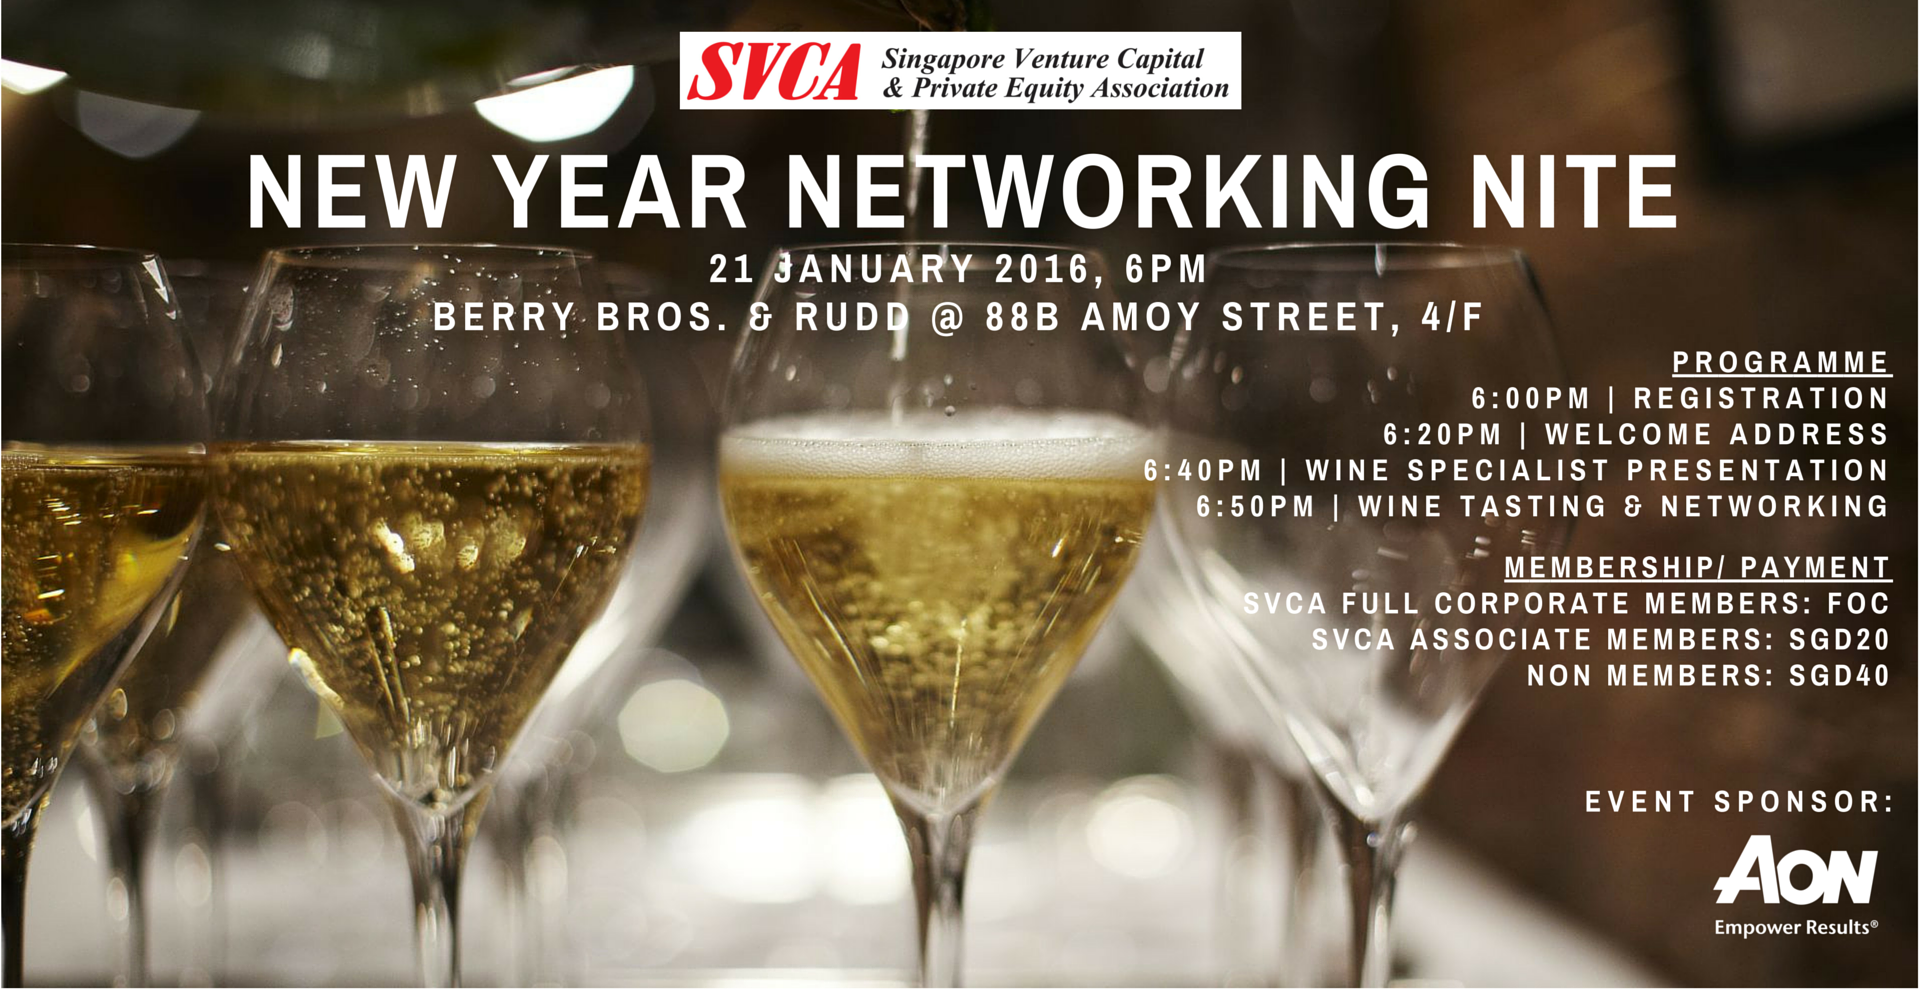 SVCA Singapore Venture Capital
& Private Equity Association
NEW YEAR NETWORKING NITE
21 JANUARY 2016, 6PM
BERRY BROS. & RUDD @ 88B AMOY STREET, 4/F
PROGRAMME
6:00PM | REGISTRATION
6:20PM | WELCOME ADDRESS
6:40PM | WINE SPECIALIST PRESENTATION
6:50PM | WINE TASTING & NETWORKING
MEMBERSHIP/ PAYMENT
SVCA FULL CORPORATE MEMBERS: FOC
SVCA ASSOCIATE MEMBERS: SGD20
NON MEMBERS: SGD40
EVENT SPONSOR:
AON
Empower Results®